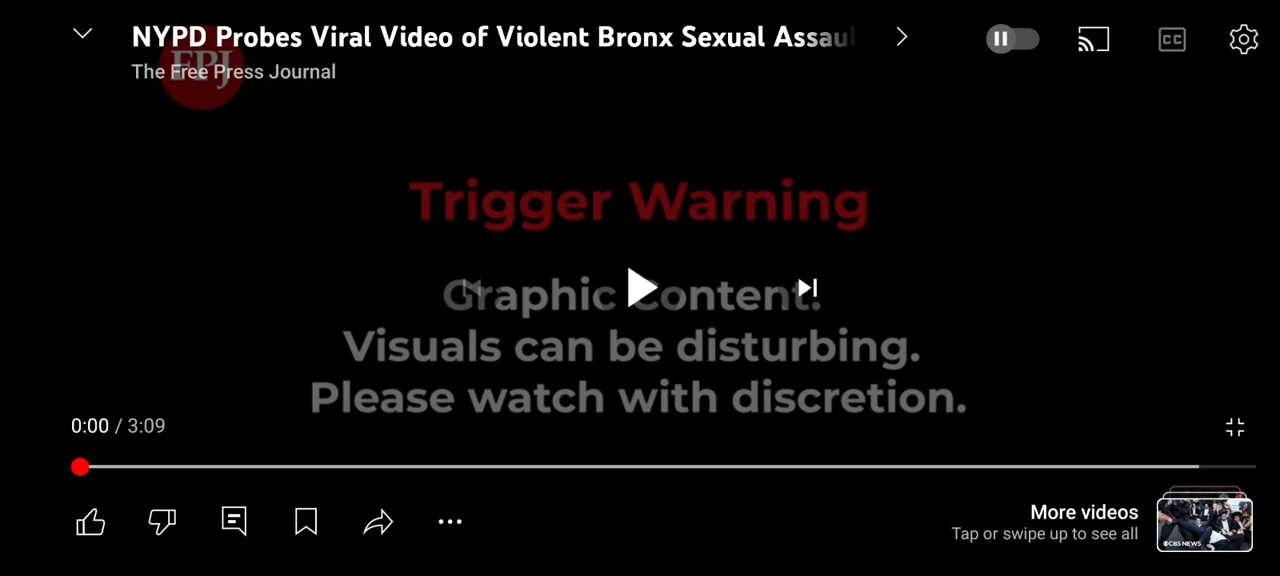 NYPD Probes Viral Video of Violent Bronx Sexual Assaul
The Free Press Journal
FPJ
CC
Trigger Warning
Graphic Content.
Visuals can be disturbing.
Please watch with discretion.
0:00 / 3:09
More videos
Tap or swipe up to see all
CBS NEWS